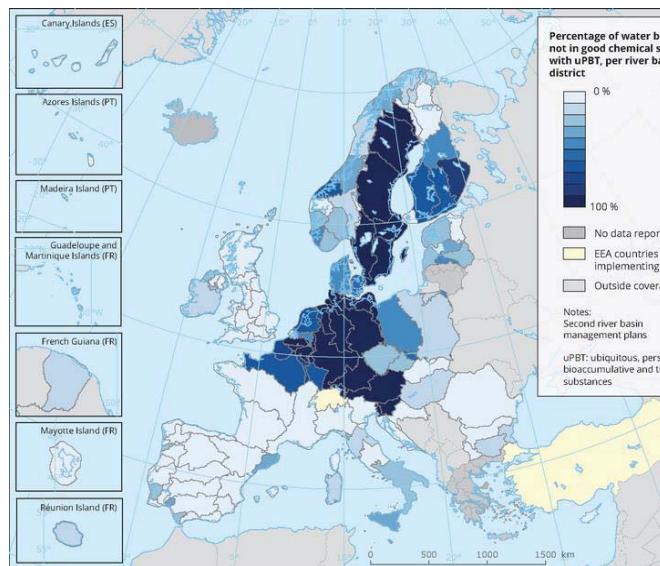 Canary Islands (ES)
Azores Islands (PT)
Madeira Island (PT)
Guadeloupe and
Martinique Islands (FR)
French Guiana (FR)
Mayotte Island (FR)
Réunion Island (FR)
Percentage of water b
not in good chemical s
with uPBT, per river ba
district
0 %
100 %
No data repor
EEA countries
implementing
Outside covera
Notes:
Second river basin
management plans
uPBT: ubiquitous, pers
bioaccumulative and t
substances
0 500 1000 1500 km